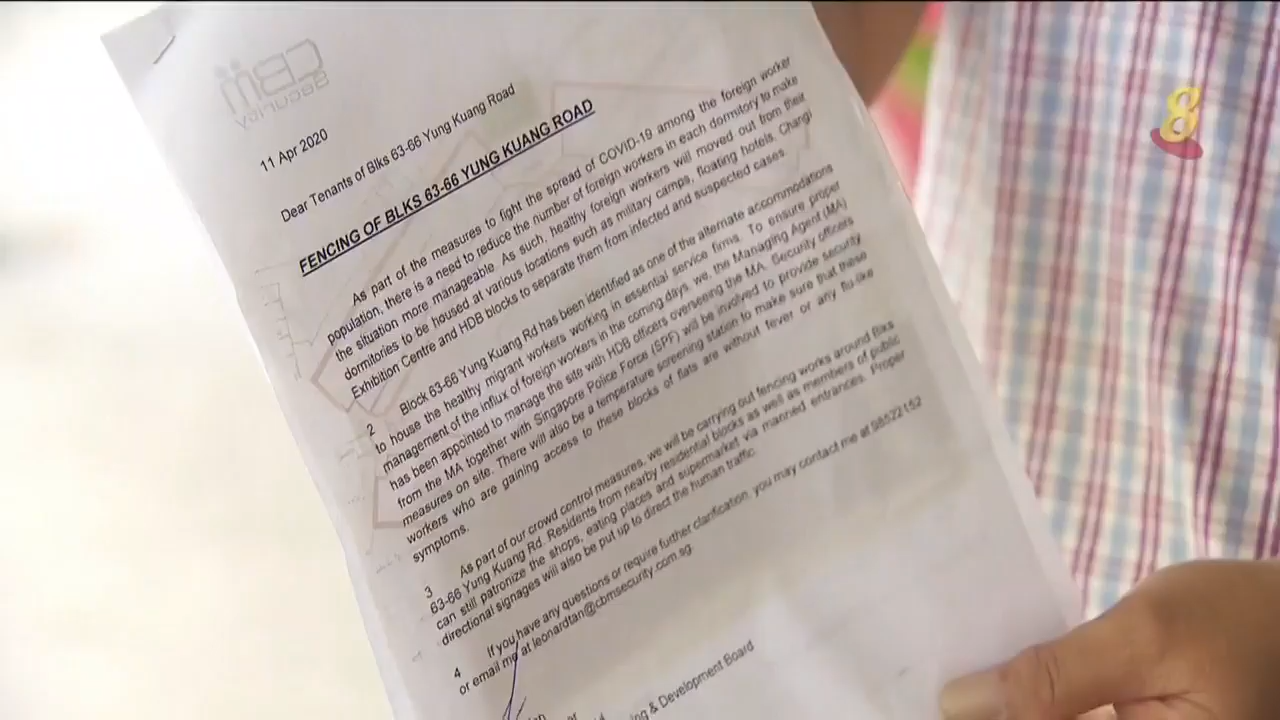 CBM
Security
8
11 Apr 2020
Dear Tenants of Blks 63-66 Yung Kuang Road
FENCING OF BLKS 63-66 YUNG KUANG ROAD
As part of the measures to fight the spread of COVID-19 among the foreign worker
population, there is a need to reduce the number of foreign workers in each dormitory to make
the situation more manageable. As such, healthy foreign workers will moved out from their
dormitories to be housed at various locations such as military camps, floating hotels, Changi
Exhibition Centre and HDB blocks to separate them from infected and suspected cases.
2 Block 63-66 Yung Kuang Rd has been identified as one of the alternate accommodations
to house the healthy migrant workers working in essential service firms. To ensure proper
management of the influx of foreign workers in the coming days, we, the Managing Agent (MA)
has been appointed to manage the site with HDB officers overseeing the MA. Security officers
from the MA together with Singapore Police Force (SPF) will be involved to provide security
measures on site. There will also be a temperature screening station to make sure that these
workers who are gaining access to these blocks of flats are without fever or any flu-like
symptoms.
3 As part of our crowd control measures, we will be carrying out fencing works around Blks
63-66 Yung Kuang Rd. Residents from nearby residential blocks as well as members of public
can still patronize the shops, eating places and supermarket via manned entrances. Proper
directional signages will also be put up to direct the human traffic.
4 If you have any questions or require further clarification, you may contact me at 98522152
or email me at leonardtan@cbmsecurity.com.sg.
& Development Board